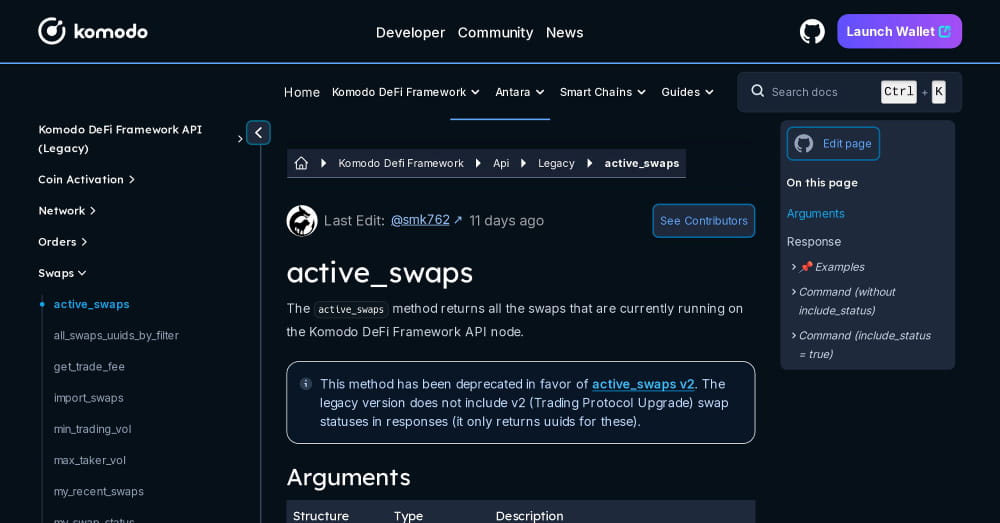 komodo
Developer Community News
Launch Wallet
Home Komodo DeFi Framework Antara Smart Chains Guides
Search docs Ctrl + K
Komodo DeFi Framework API
(Legacy)
Coin Activation
Network
Orders
Swaps
active_swaps
all_swaps_uuids_by_filter
get_trade_fee
import_swaps
min_trading_vol
max_taker_vol
my_recent_swaps
my_swap_status
Komodo Defi Framework Api Legacy active_swaps
Last Edit: @smk762 ↗ 11 days ago
See Contributors
active_swaps
The active_swaps method returns all the swaps that are currently running on
the Komodo DeFi Framework API node.
This method has been deprecated in favor of active_swaps v2. The
legacy version does not include v2 (Trading Protocol Upgrade) swap
statuses in responses (it only returns uuids for these).
Arguments
Structure Type Description
Edit page
On this page
Arguments
Response
📌 Examples
Command (without
include_status)
Command (include_status
= true)